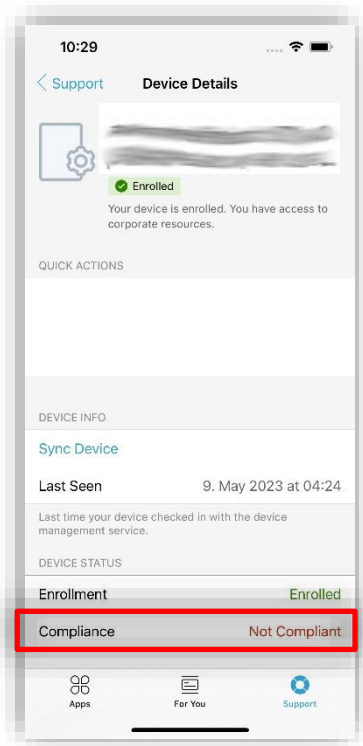 10:29
Support
Device Details
Enrolled
Your device is enrolled. You have access to
corporate resources.
QUICK ACTIONS
DEVICE INFO
Sync Device
Last Seen 9. May 2023 at 04:24
Last time your device checked in with the device
management service.
DEVICE STATUS
Enrollment Enrolled
Compliance Not Compliant
Apps For You Support